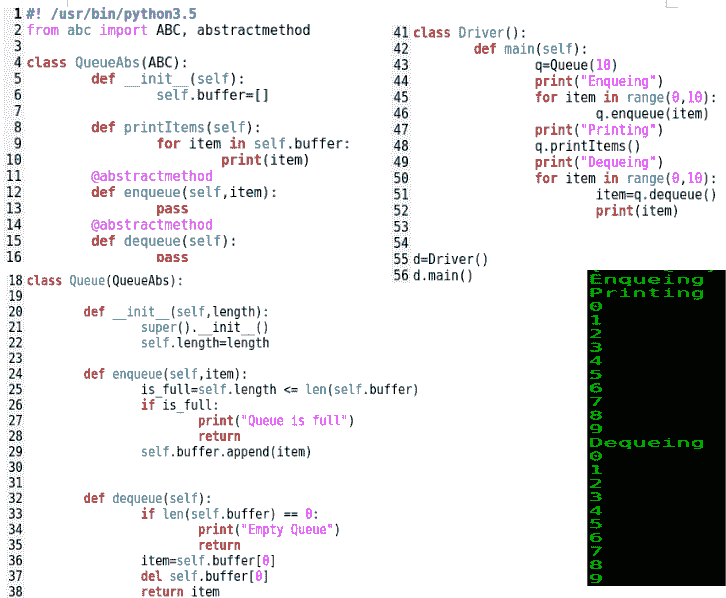 1 #! /usr/bin/python3.5
2 from abc import ABC, abstractmethod
3
4 class QueueAbs(ABC):
5 def __init__(self):
6 self.buffer=[]
7
8 def printItems(self):
9 for item in self.buffer:
10 print(item)
11 @abstractmethod
12 def enqueue(self,item):
13 pass
14 @abstractmethod
15 def dequeue(self):
16 pass
18 class Queue(QueueAbs):
19
20 def __init__(self,length):
21 super().__init__()
22 self.length=length
23
24 def enqueue(self,item):
25 is_full=self.length <= len(self.buffer)
26 if is_full:
27 print("Queue is full")
28 return
29 self.buffer.append(item)
30
31
32 def dequeue(self):
33 if len(self.buffer) == 0:
34 print("Empty Queue")
35 return
36 item=self.buffer[0]
37 del self.buffer[0]
38 return item
41 class Driver():
42 def main(self):
43 q=Queue(10)
44 print("Enqueing")
45 for item in range(0,10):
46 q.enqueue(item)
47 print("Printing")
48 q.printItems()
49 print("Dequeing")
50 for item in range(0,10):
51 item=q.dequeue()
52 print(item)
53
54
55 d=Driver()
56 d.main()
Enqueing
Printing
0
1
2
3
4
5
6
7
8
9
Dequeing
0
1
2
3
4
5
6
7
8
9